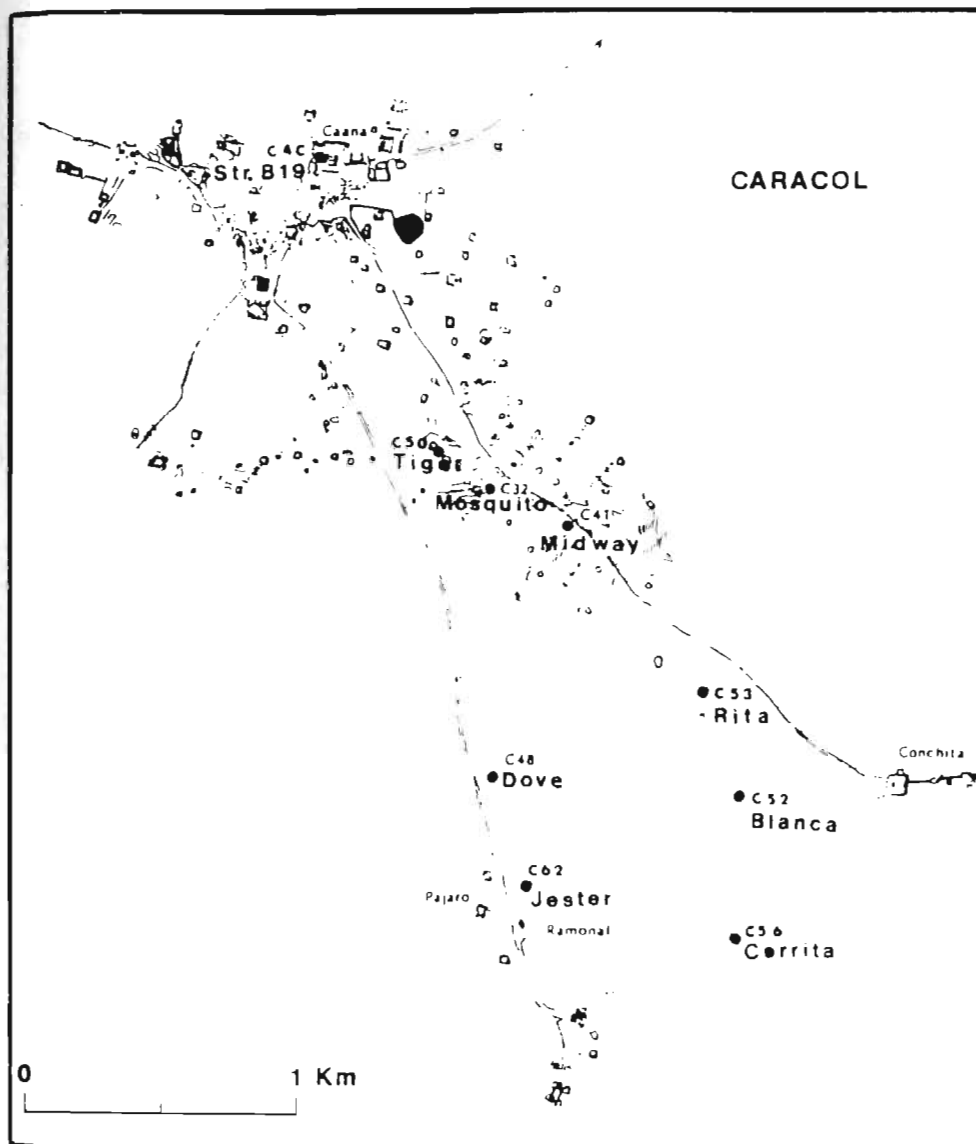 Caana
C4C
Str. B19
CARACOL
C50
Tiger
C32
Mosquito
C41
Midway
C53
Rita
Conchita
C48
Dove
C52
Blanca
C62
Jester
Pajaro
Ramonal
C56
Cerrita
0 1 Km